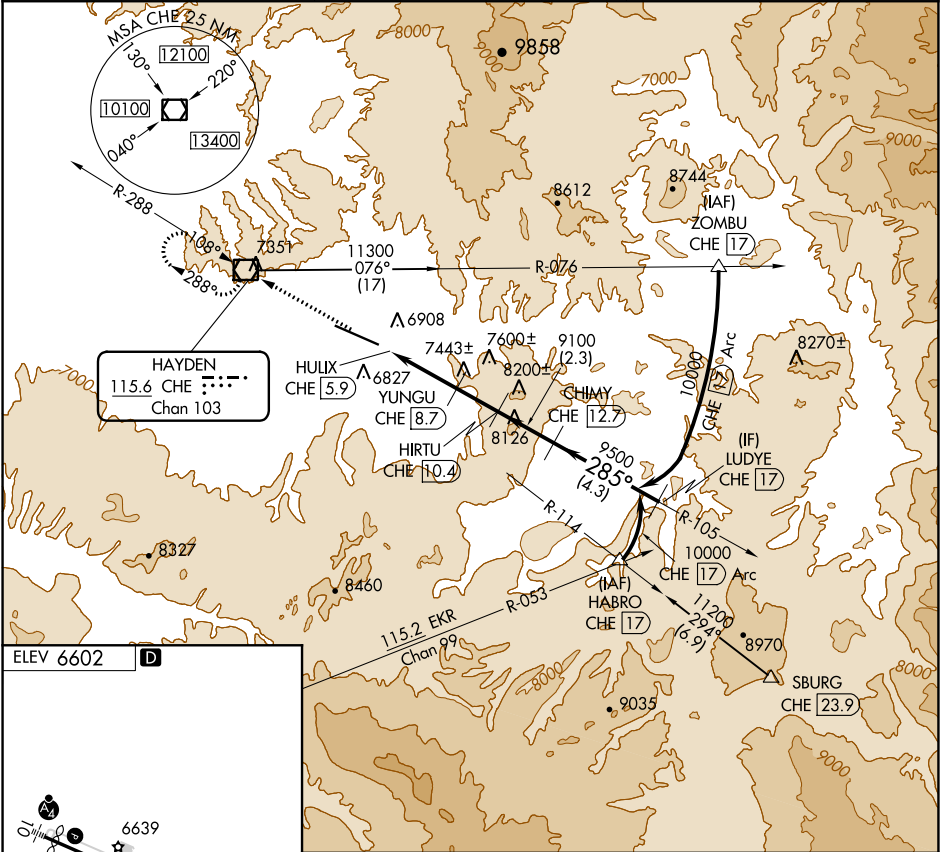 MSA CHE 25 NM
130°
12100
220°
10100
040°
13400
8000
9858
7000
9000
8744
8612
(IAF)
ZOMBU
CHE 17
R-288
108°
288°
7351
11300
076°
(17)
R-076
HAYDEN
115.6 CHE
Chan 103
6908
6827
HULIX
CHE 5.9
7443±
7600±
8200±
9100
(2.3)
8270±
YUNGU
CHE 8.7
CHIMY
CHE 12.7
8126
HIRTU
CHE 10.4
10000
CHE 17 Arc
9500
285°
(4.3)
(IF)
LUDYE
CHE 17
R-114
R-105
10000
CHE 17 Arc
7000
8327
8460
(IAF)
HABRO
CHE 17
R-053
115.2 EKR
Chan 99
11200
294°
(6.9)
8970
SBURG
CHE 23.9
8000
8000
9035
9000
ELEV 6602
D
A4
10
P
6639